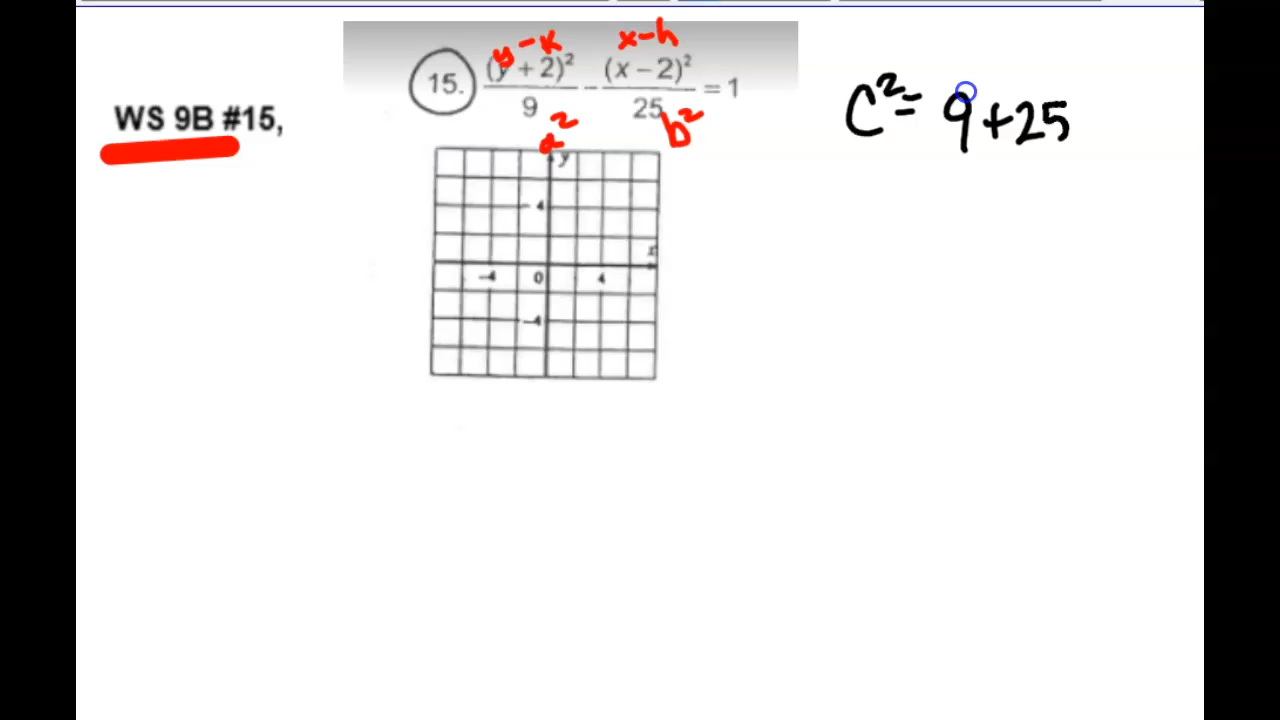 y - k x - h
15. (y + 2)² / 9 - (x - 2)² / 25 = 1
a² b²
C² = 9 + 25
WS 9B #15,
y
4
x
-4 0 4
-4